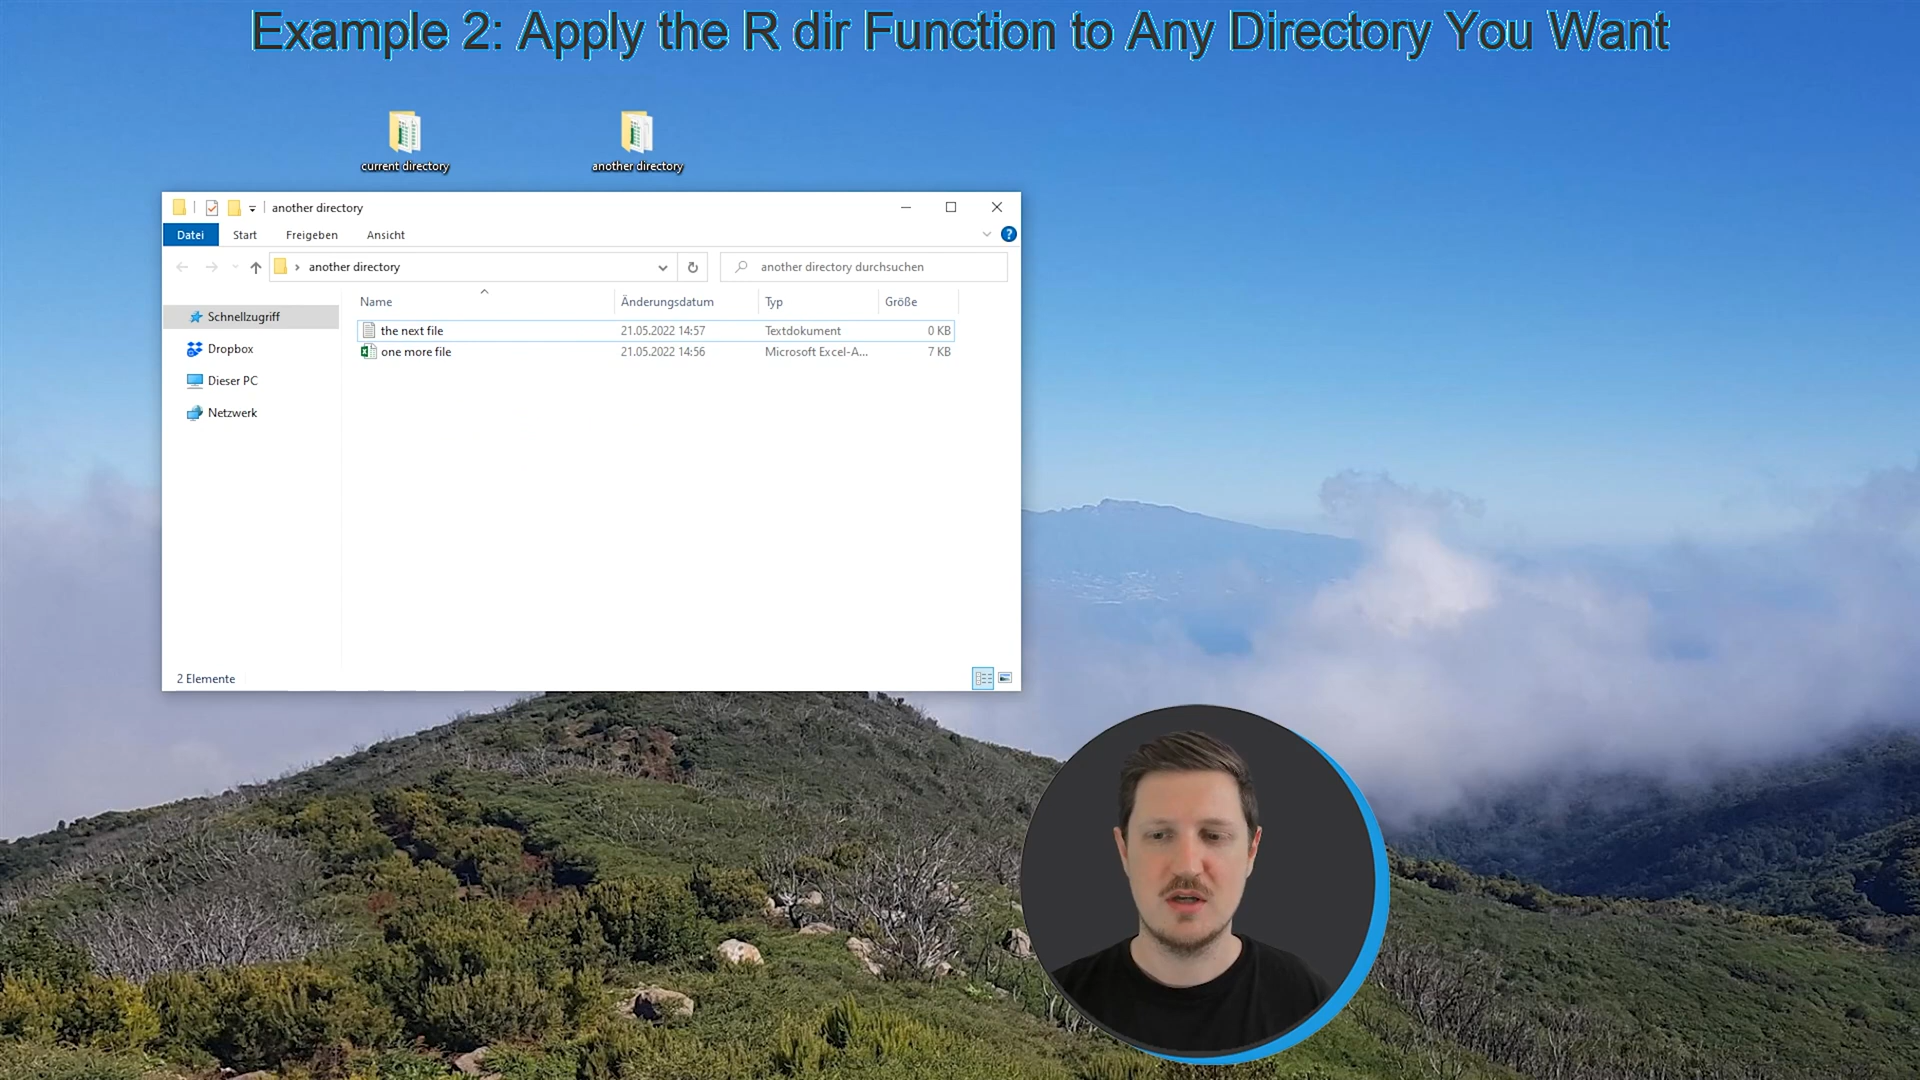 Example 2: Apply the R dir Function to Any Directory You Want
current directory
another directory
another directory
Datei
Start
Freigeben
Ansicht
?
another directory
another directory durchsuchen
Name
Änderungsdatum
Typ
Größe
Schnellzugriff
Dropbox
Dieser PC
Netzwerk
the next file
21.05.2022 14:57
Textdokument
0 KB
one more file
21.05.2022 14:56
Microsoft Excel-A...
7 KB
2 Elemente